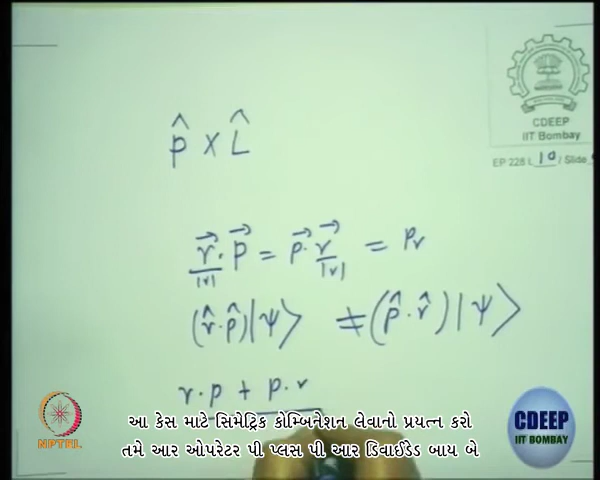 p̂ × L̂
CDEEP
IIT Bombay
EP 228 L 10 / Slide
r⃗/|r| · p⃗ = p⃗ · r⃗/|r| = pr
(r̂ · p̂)|ψ⟩ ≠ (p̂ · r̂)|ψ⟩
r·p + p·r
આ કેસ માટે સિમેટ્રિક કોમ્બિનેશન લેવાનો પ્રયત્ન કરો
તમે આર ઓપરેટર પી પ્લસ પી આર ડિવાઈડેડ બાય બે
NPTEL
CDEEP
IIT BOMBAY